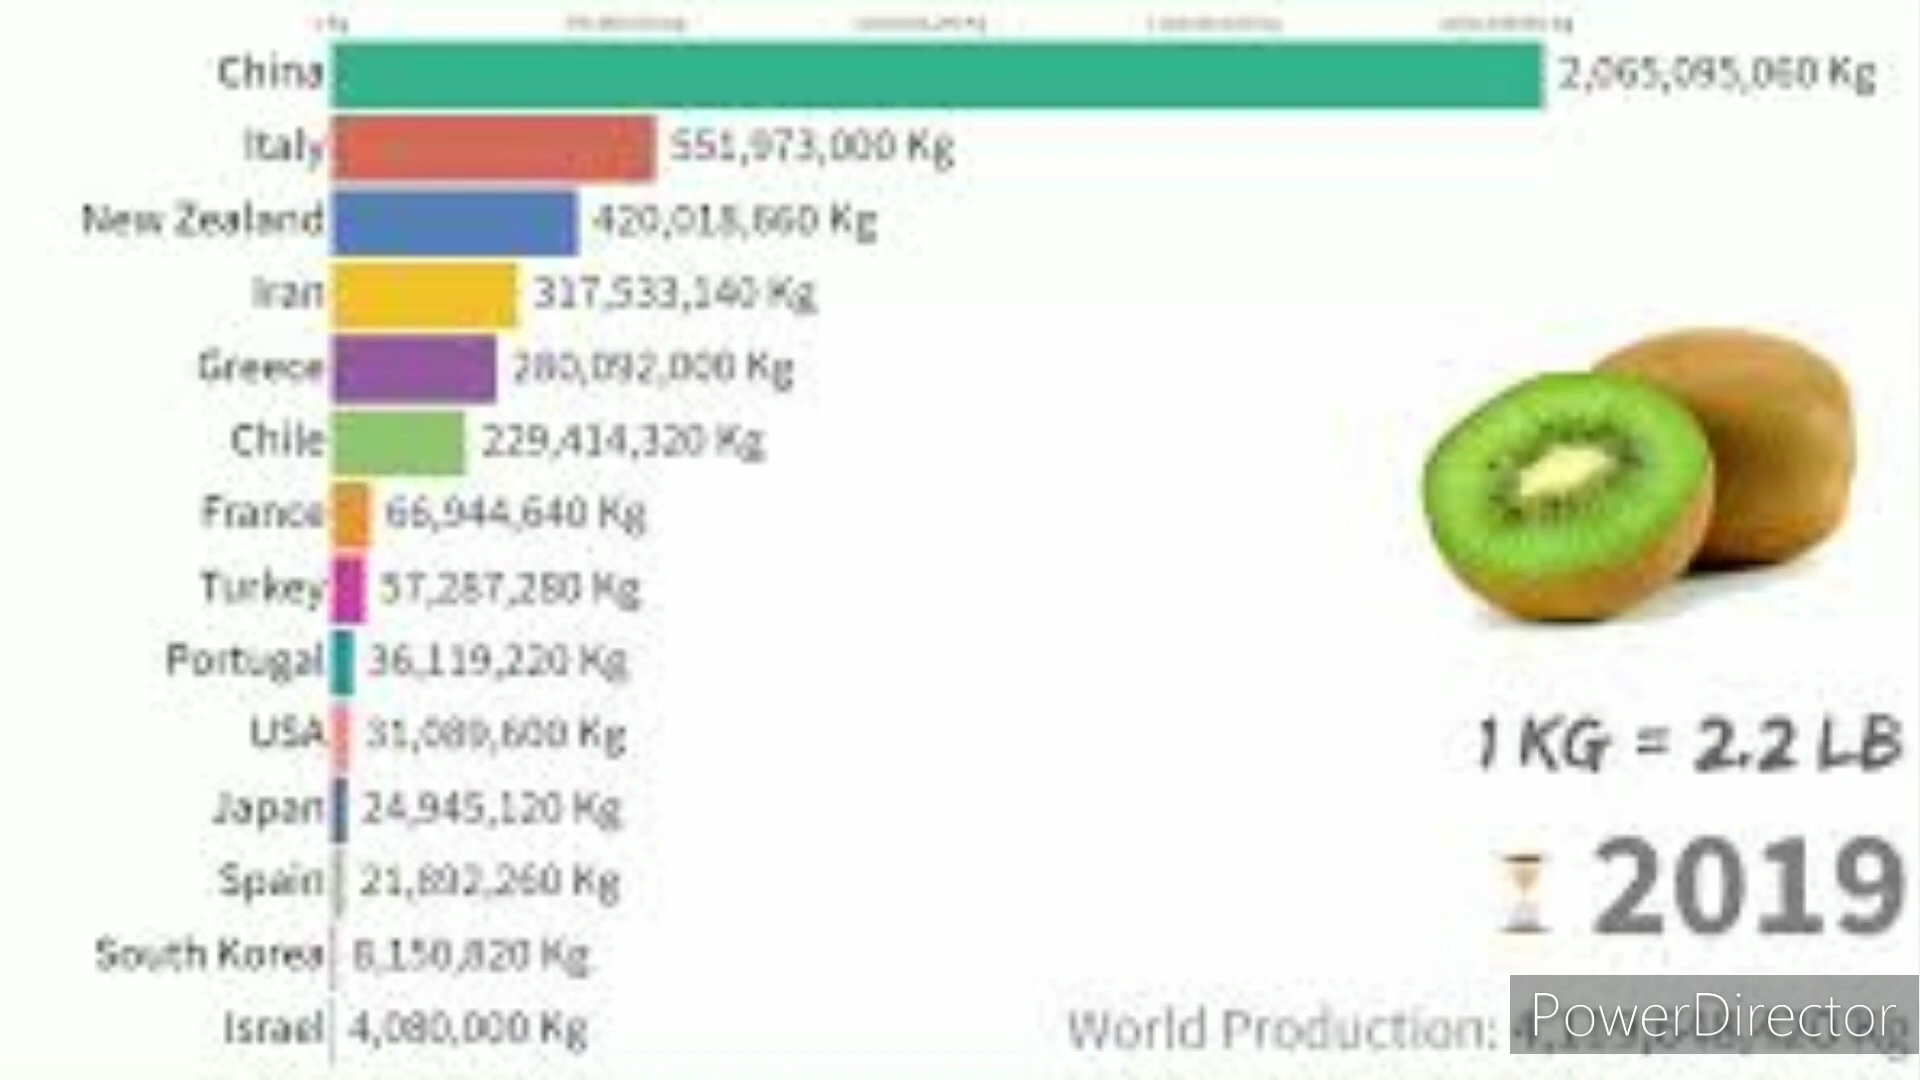 China 2,065,095,060 Kg
Italy 551,973,000 Kg
New Zealand 420,018,660 Kg
Iran 317,533,140 Kg
Greece 280,092,000 Kg
Chile 229,414,320 Kg
France 66,944,640 Kg
Turkey 57,287,280 Kg
Portugal 36,119,220 Kg
USA 31,089,600 Kg
Japan 24,945,120 Kg
Spain 21,892,260 Kg
South Korea 8,150,820 Kg
Israel 4,080,000 Kg
1 KG = 2.2 LB
2019
World Production:
PowerDirector